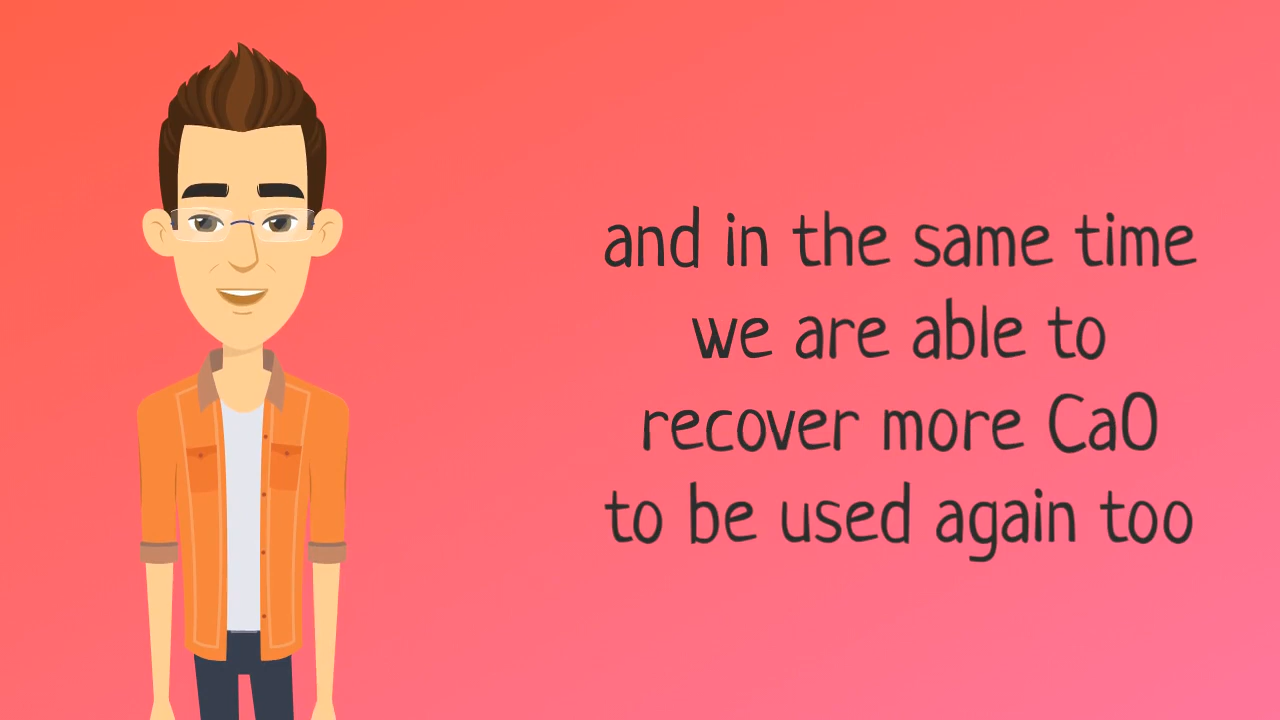 and in the same time
we are able to
recover more CaO
to be used again too